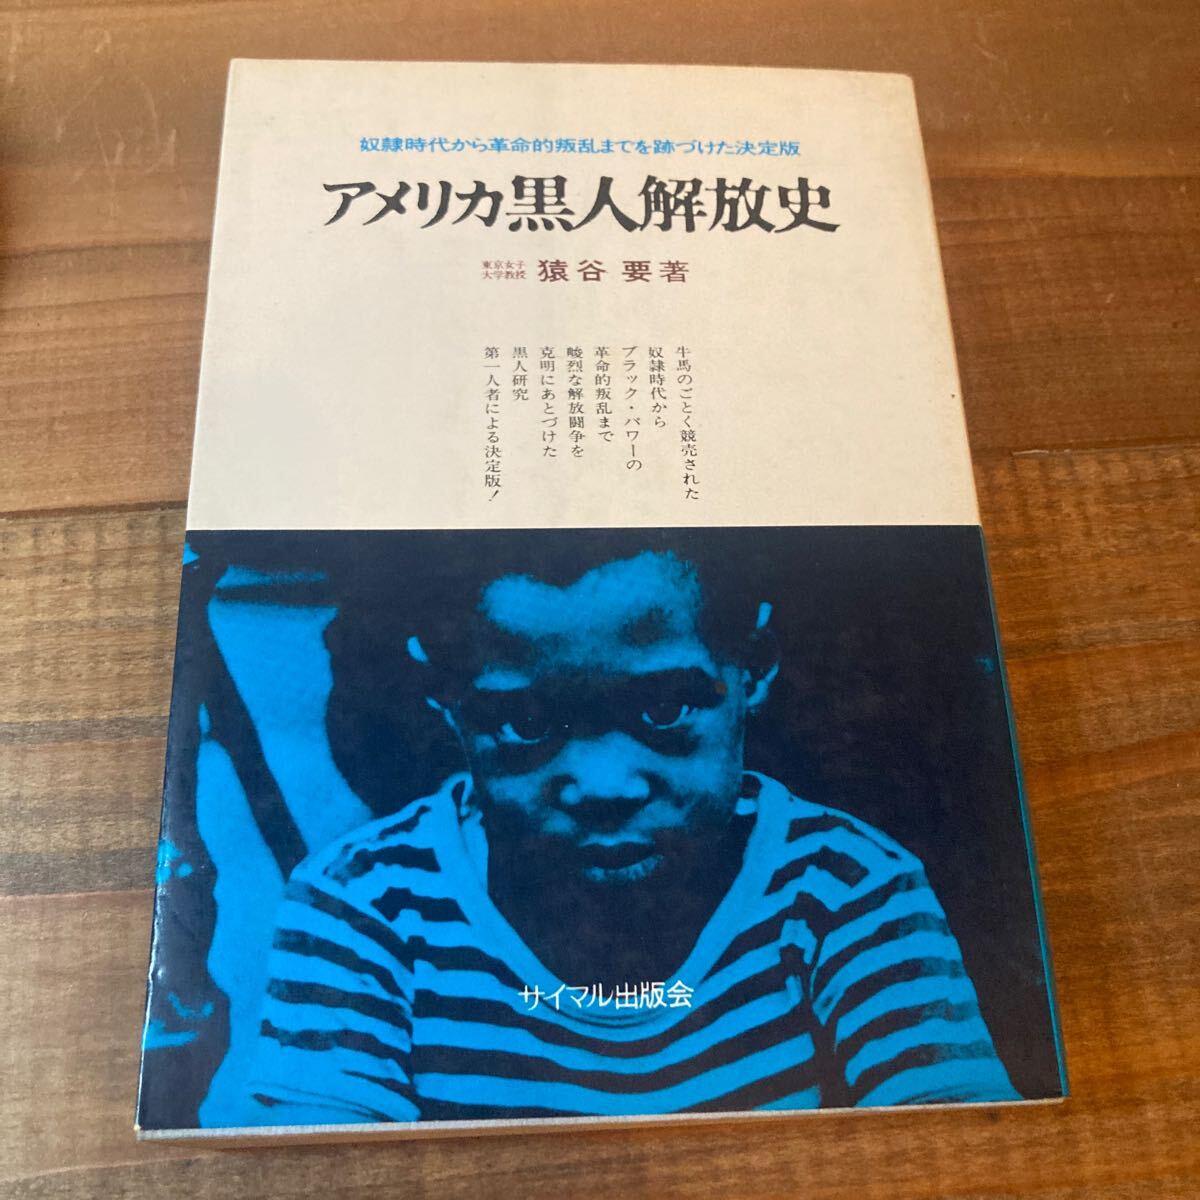 奴隷時代から革命的叛乱までを跡づけた決定版
アメリカ黒人解放史
東京女子
大学教授
猿谷 要著
牛馬のごとく競売された
奴隷時代から
ブラック・パワーの
革命的叛乱まで
峻烈な解放闘争を
克明にあとづけた
黒人研究
第一人者による決定版!
サイマル出版会